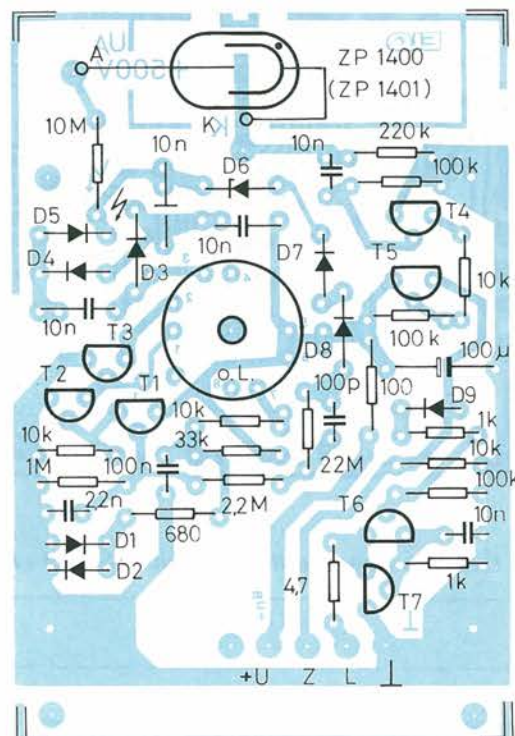 A
UA
+500V
ZP 1400
(ZP 1401)
K
K
10M
10n
D6
10n
220k
100k
D5
10n
D7
T4
D4
D3
T5
10k
10n
T3
100k
100µ
T2
T1
o.L.
D8
100p
100
D9
10k
10k
33k
1k
1M
100n
22M
10k
2,2n
2,2M
100k
680
T6
10n
D1
D2
4,7
T7
1k
+U
Z
L